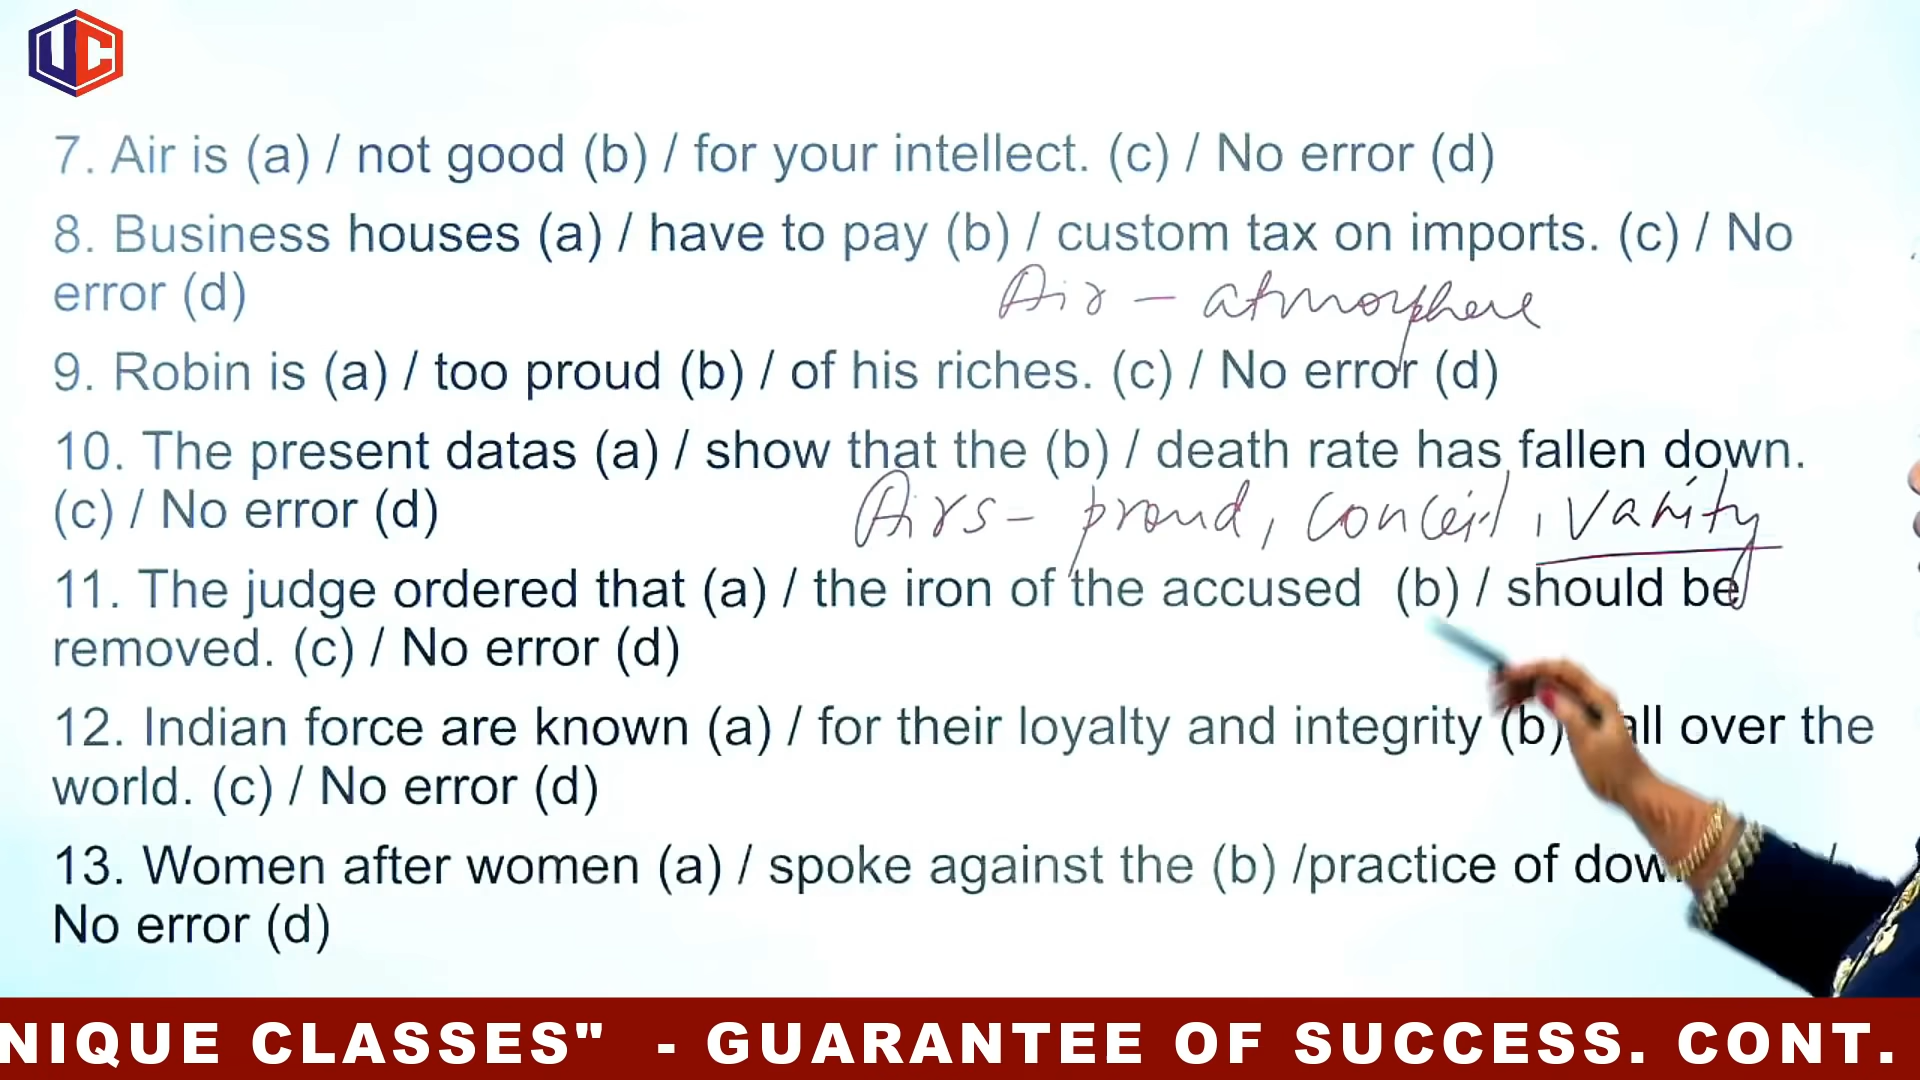 UC
7. Air is (a) / not good (b) / for your intellect. (c) / No error (d)
8. Business houses (a) / have to pay (b) / custom tax on imports. (c) / No
error (d)
Air - atmosphere
9. Robin is (a) / too proud (b) / of his riches. (c) / No error (d)
10. The present datas (a) / show that the (b) / death rate has fallen down.
(c) / No error (d)
Airs - proud, conceit, vanity
11. The judge ordered that (a) / the iron of the accused (b) / should be
removed. (c) / No error (d)
12. Indian force are known (a) / for their loyalty and integrity (b) all over the
world. (c) / No error (d)
13. Women after women (a) / spoke against the (b) /practice of
No error (d)
NIQUE CLASSES" - GUARANTEE OF SUCCESS. CONT.